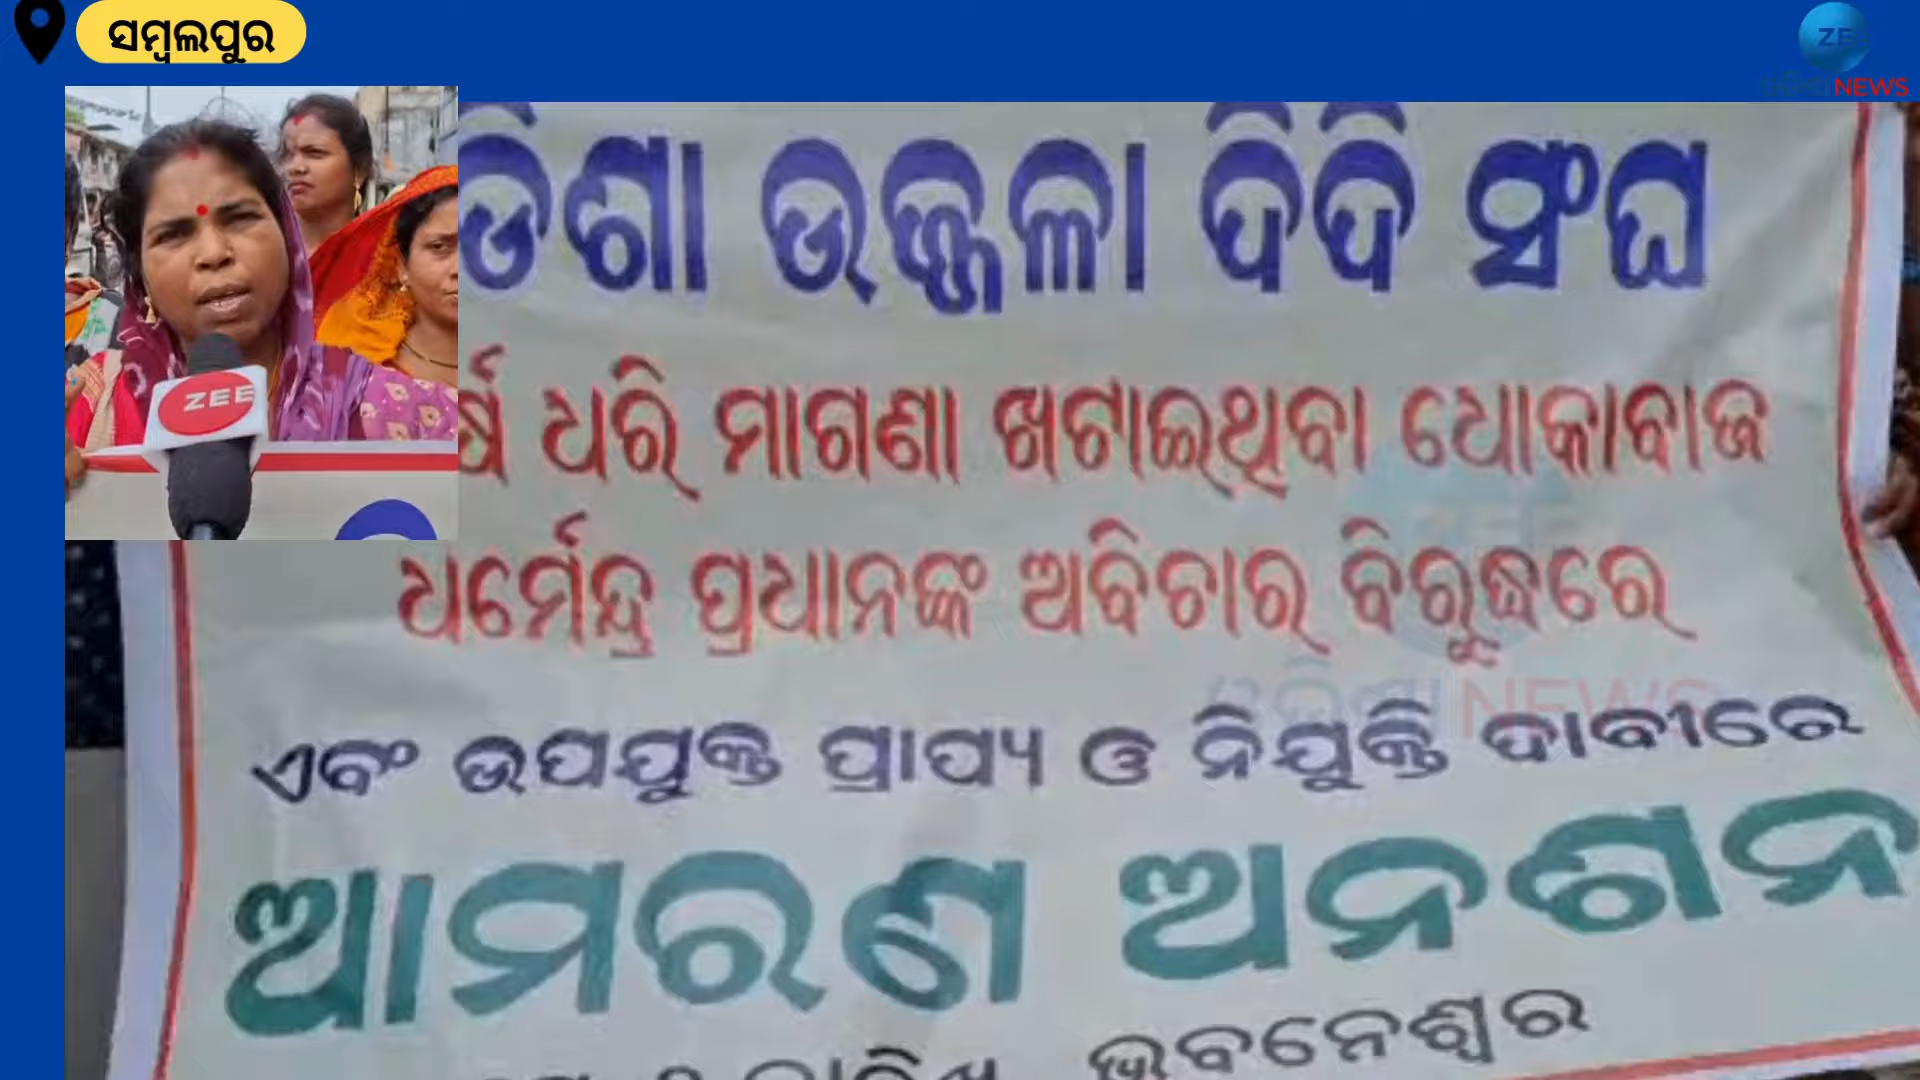 ସମ୍ବଲପୁର
ZEE
NEWS
ZEE
ଡିଶା ଉଜ୍ଜଳା ଦିଦି ସଂଘ
ର୍ଷ ଧରି ମାଗଣା ଖଟାଇଥିବା ଧୋକାବାଜ
ଧର୍ମେନ୍ଦ୍ର ପ୍ରଧାନଙ୍କ ଅବିଚାର ବିରୁଦ୍ଧରେ
ଏବଂ ଉପଯୁକ୍ତ ପ୍ରାପ୍ୟ ଓ ନିଯୁକ୍ତି ଦାବୀରେ
ଆମରଣ ଅନଶନ
ଭୁବନେଶ୍ୱର